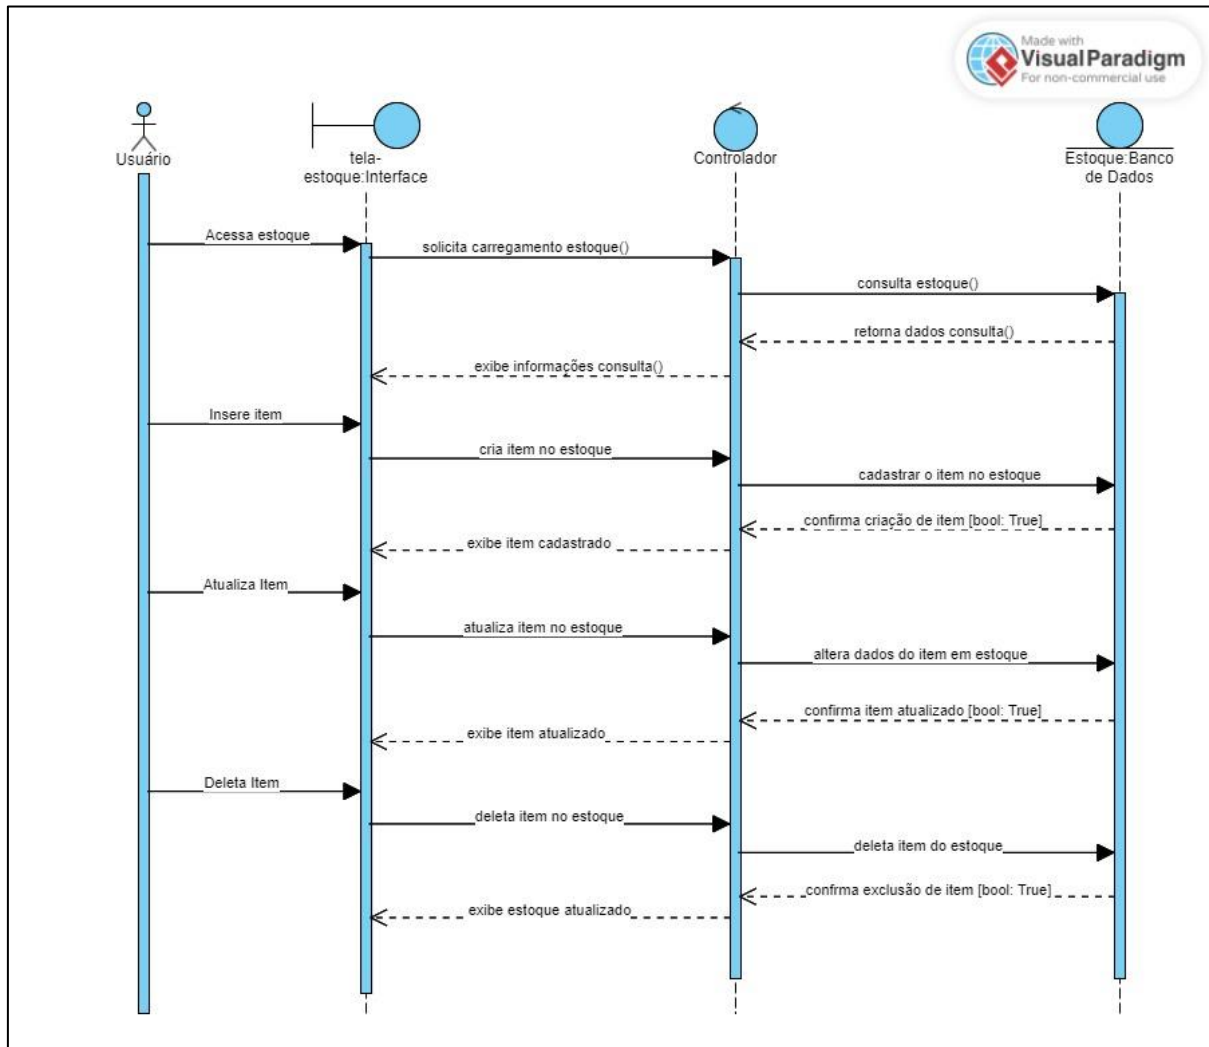 Made with
Visual Paradigm
For non-commercial use
Usuário
tela-
estoque:Interface
Controlador
Estoque:Banco
de Dados
Acessa estoque
solicita carregamento estoque()
consulta estoque()
retorna dados consulta()
exibe informações consulta()
Insere item
cria item no estoque
cadastrar o item no estoque
confirma criação de item [bool: True]
exibe item cadastrado
Atualiza Item
atualiza item no estoque
altera dados do item em estoque
confirma item atualizado [bool: True]
exibe item atualizado
Deleta Item
deleta item no estoque
deleta item do estoque
confrma exclusão de item [bool: True]
exibe estoque atualizado